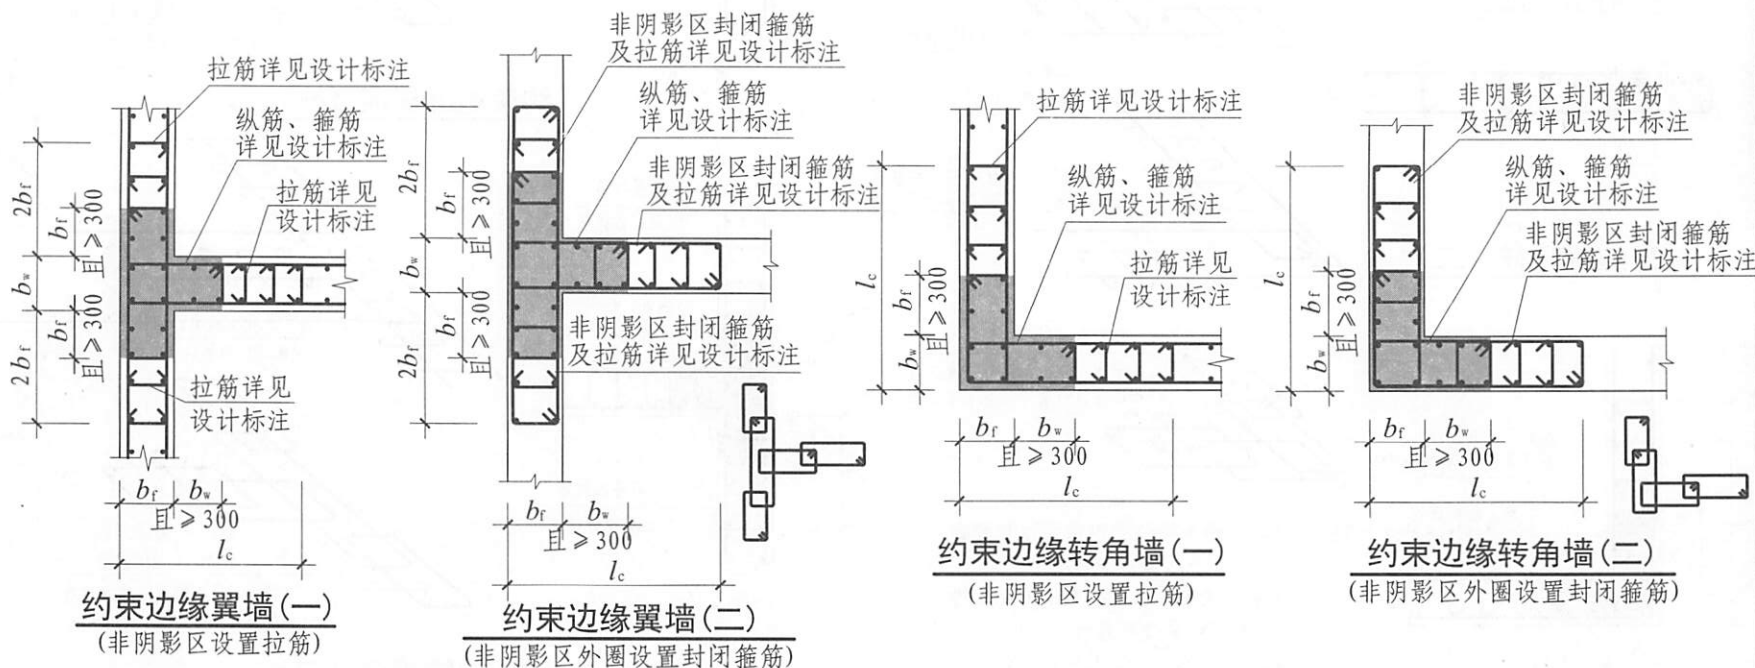 拉筋详见设计标注
纵筋、箍筋
详见设计标注
拉筋详见
设计标注
拉筋详见
设计标注
2bf
bf
且≥300
bw
bf
且≥300
2bf
bf
bw
且≥300
lc
约束边缘翼墙(一)
(非阴影区设置拉筋)
非阴影区封闭箍筋
及拉筋详见设计标注
纵筋、箍筋
详见设计标注
非阴影区封闭箍筋
及拉筋详见设计标注
非阴影区封闭箍筋
及拉筋详见设计标注
2bf
bf
且≥300
bw
bf
且≥300
2bf
bf
bw
且≥300
lc
约束边缘翼墙(二)
(非阴影区外圈设置封闭箍筋)
拉筋详见设计标注
纵筋、箍筋
详见设计标注
拉筋详见
设计标注
lc
bf
且≥300
bw
bf
bw
且≥300
lc
约束边缘转角墙(一)
(非阴影区设置拉筋)
非阴影区封闭箍筋
及拉筋详见设计标注
纵筋、箍筋
详见设计标注
非阴影区封闭箍筋
及拉筋详见设计标注
lc
bf
且≥300
bw
bf
bw
且≥300
lc
约束边缘转角墙(二)
(非阴影区外圈设置封闭箍筋)